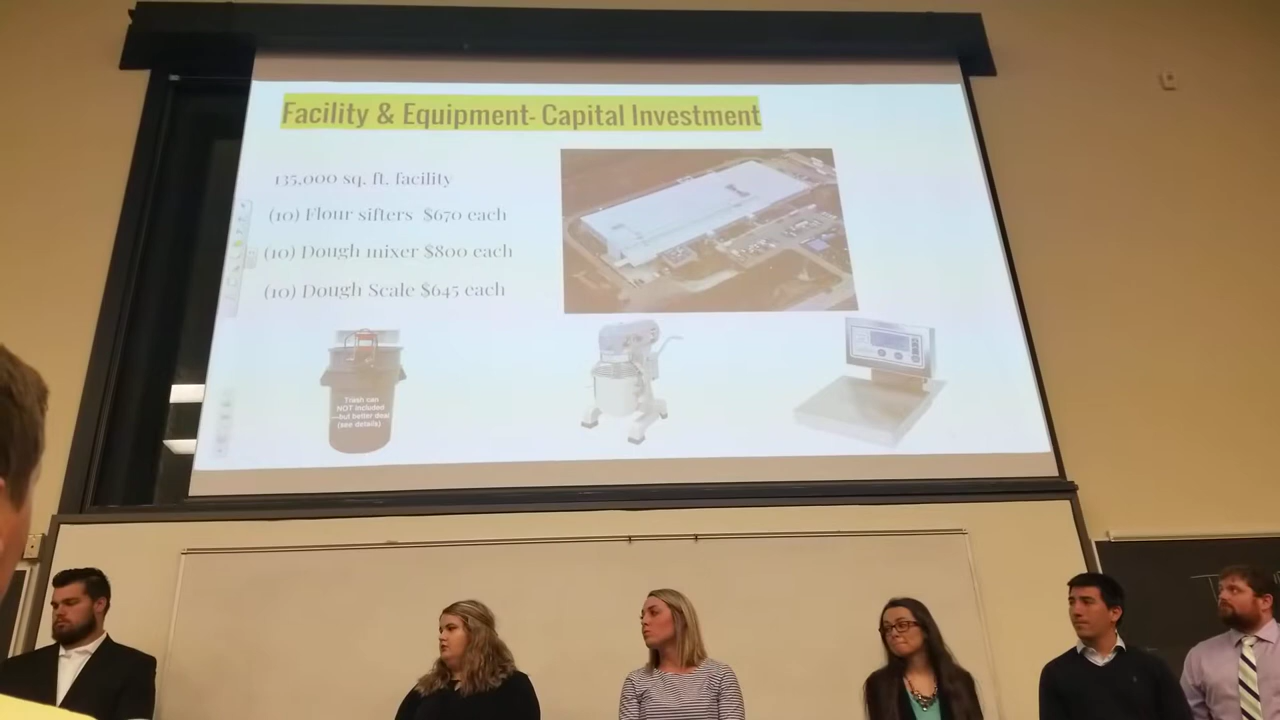 Facility & Equipment- Capital Investment
135,000 sq. ft. facility
(10) Flour sifters $670 each
(10) Dough mixer $800 each
(10) Dough Scale $645 each
Trash can
NOT included
—but better deal
(see details)